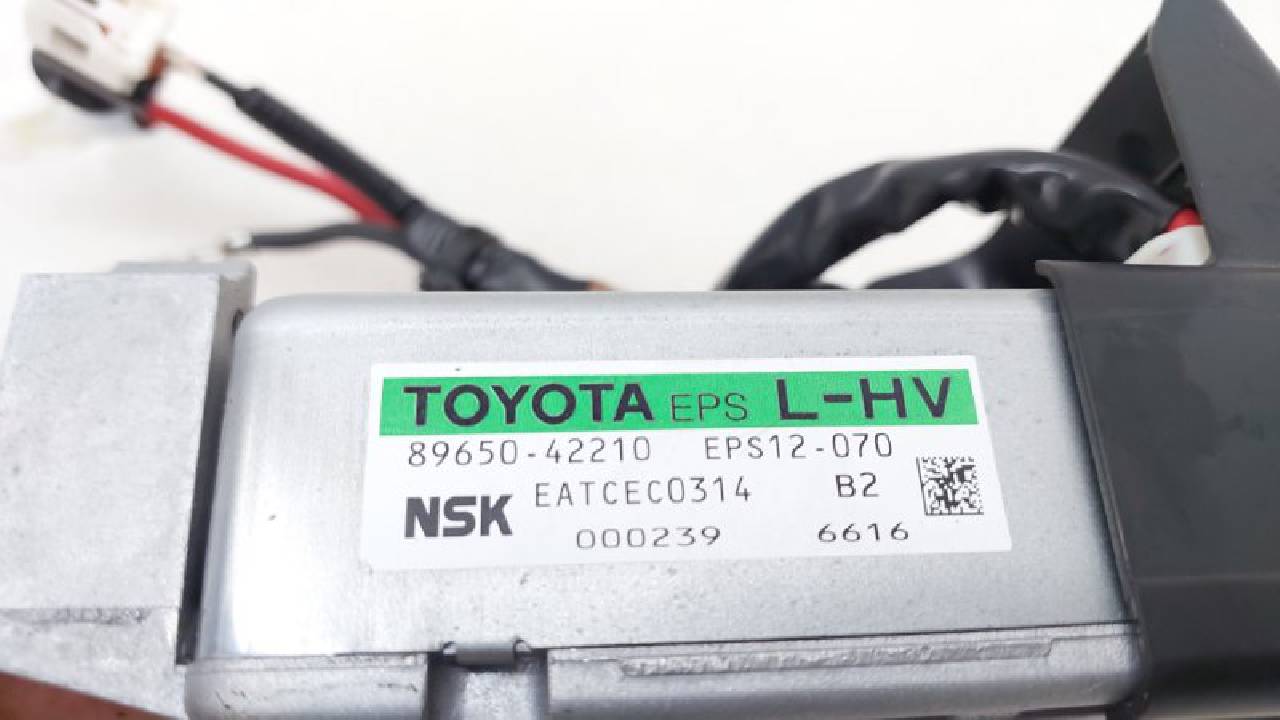 TOYOTA EPS L-HV
89650-42210 EPS12-070
NSK EATCEC0314 B2
000239 6616